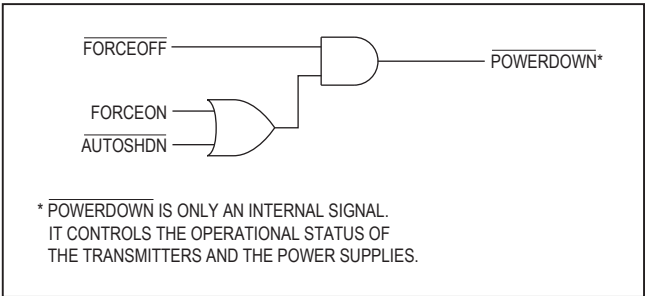 FORCEOFF
POWERDOWN*
FORCEON
AUTOSHDN
* POWERDOWN IS ONLY AN INTERNAL SIGNAL.
IT CONTROLS THE OPERATIONAL STATUS OF
THE TRANSMITTERS AND THE POWER SUPPLIES.